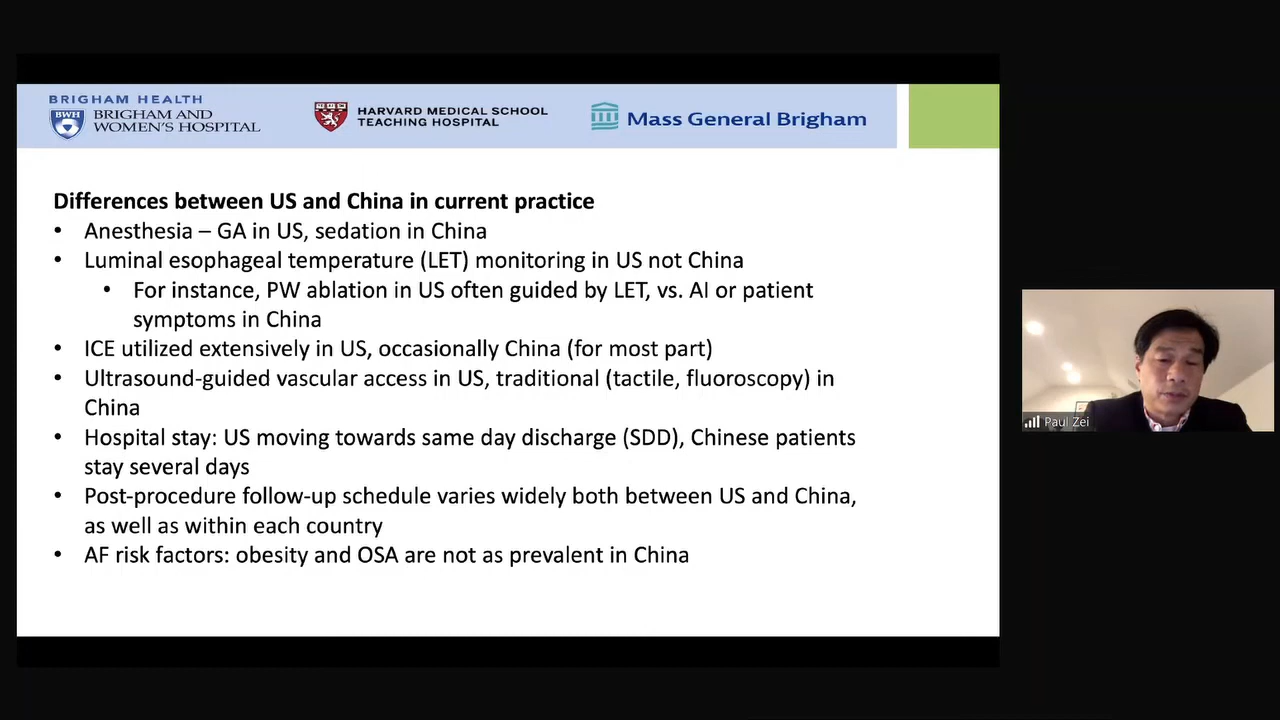 BRIGHAM HEALTH
BWH
BRIGHAM AND
WOMEN'S HOSPITAL
HARVARD MEDICAL SCHOOL
TEACHING HOSPITAL
Mass General Brigham
Differences between US and China in current practice
• Anesthesia – GA in US, sedation in China
• Luminal esophageal temperature (LET) monitoring in US not China
• For instance, PW ablation in US often guided by LET, vs. AI or patient
symptoms in China
• ICE utilized extensively in US, occasionally China (for most part)
• Ultrasound-guided vascular access in US, traditional (tactile, fluoroscopy) in
China
• Hospital stay: US moving towards same day discharge (SDD), Chinese patients
stay several days
• Post-procedure follow-up schedule varies widely both between US and China,
as well as within each country
• AF risk factors: obesity and OSA are not as prevalent in China
Paul Zei